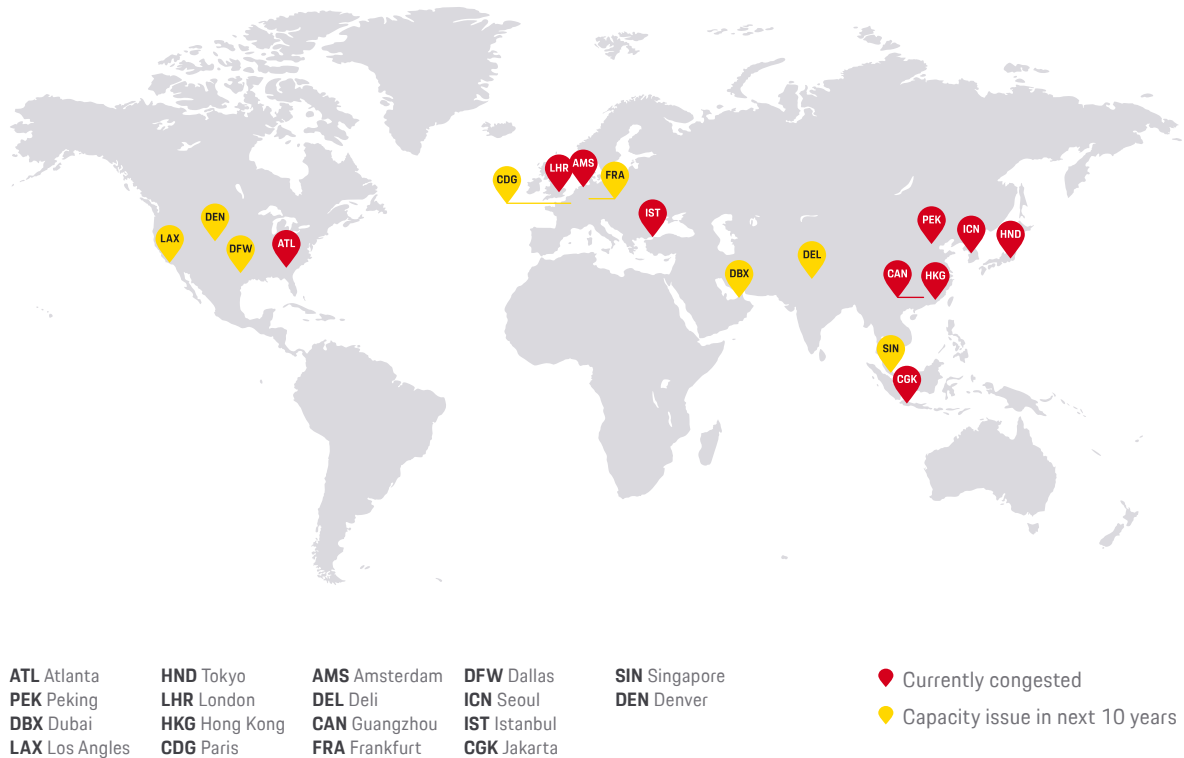 CDG
LHR
AMS
FRA
IST
DEN
LAX
DFW
ATL
DBX
DEL
PEK
ICN
HND
CAN
HKG
SIN
CGK
ATL Atlanta
PEK Peking
DBX Dubai
LAX Los Angles
HND Tokyo
LHR London
HKG Hong Kong
CDG Paris
AMS Amsterdam
DEL Deli
CAN Guangzhou
FRA Frankfurt
DFW Dallas
ICN Seoul
IST Istanbul
CGK Jakarta
SIN Singapore
DEN Denver
Currently congested
Capacity issue in next 10 years